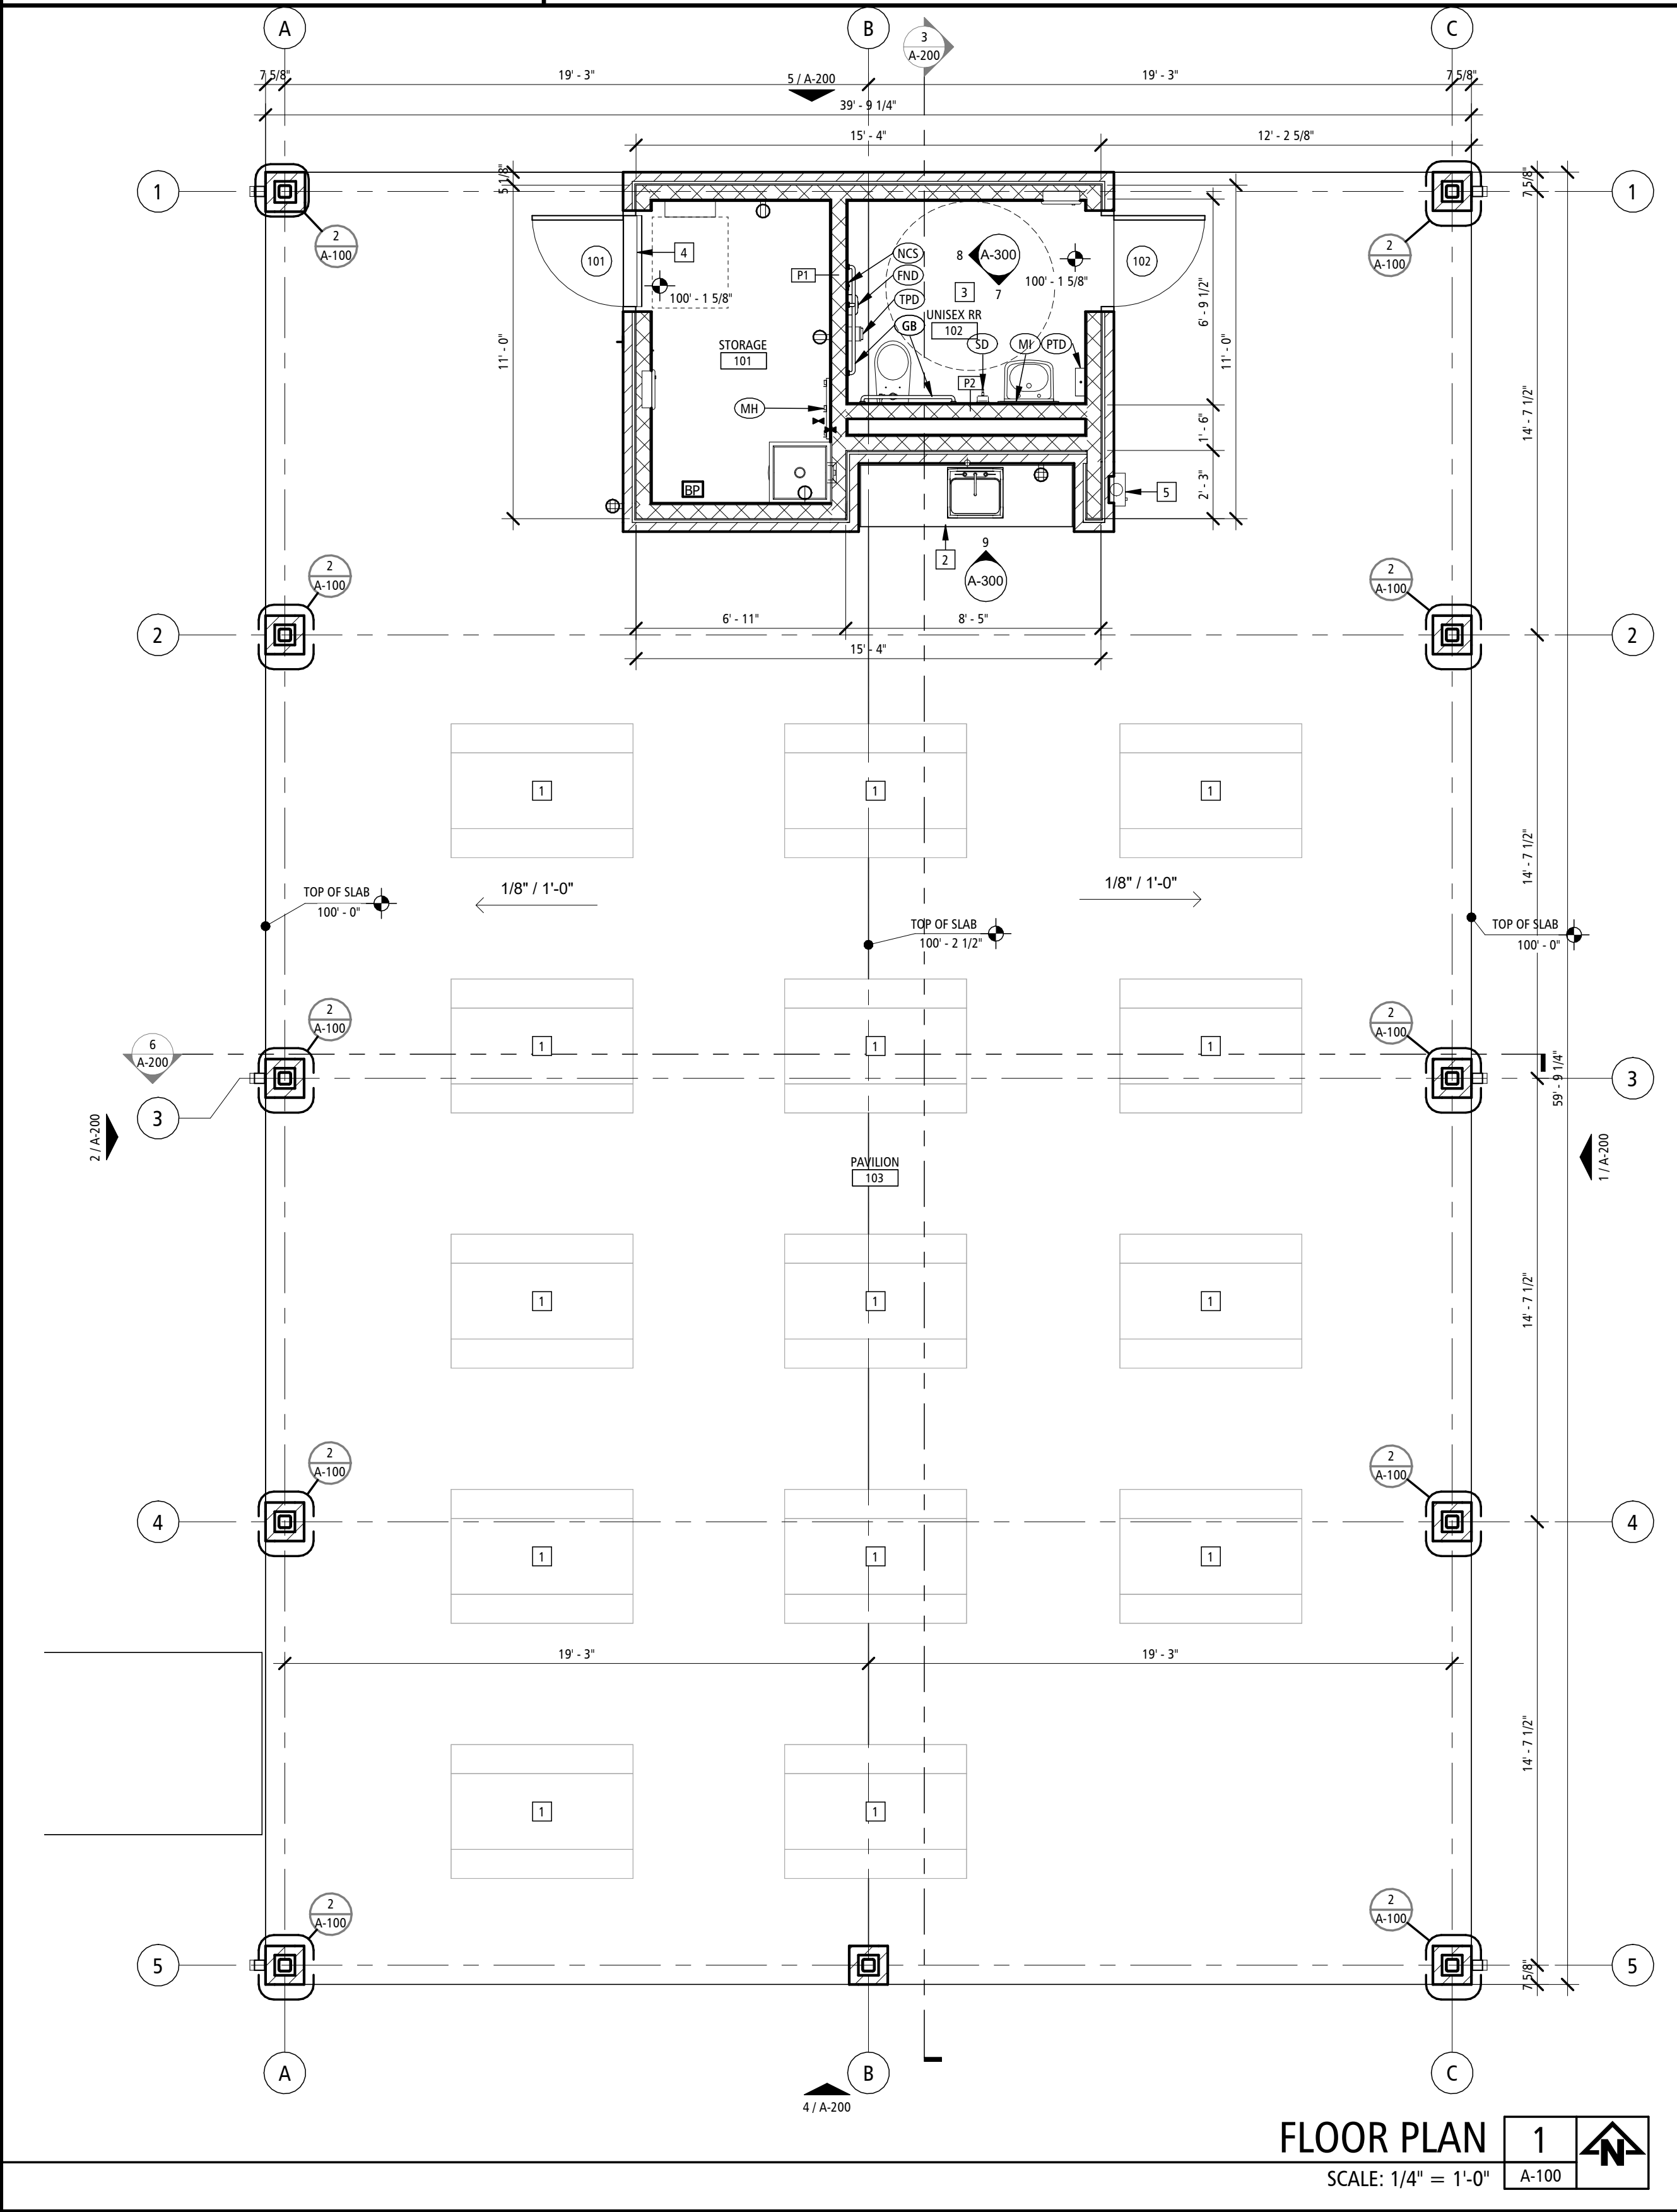 A
B
C
3
A-200
7 5/8"
19' - 3"
5 / A-200
19' - 3"
7 5/8"
39' - 9 1/4"
15' - 4"
12' - 2 5/8"
5 1/8"
7 5/8"
1
1
2
A-100
2
A-100
101
4
P1
NCS
FND
TPD
GB
8
A-300
7
3
100' - 1 5/8"
102
100' - 1 5/8"
UNISEX RR
102
6' - 9 1/2"
STORAGE
101
SD
MI
PTD
P2
MH
11' - 0"
11' - 0"
14' - 7 1/2"
1' - 6"
2' - 3"
BP
5
2
9
A-300
2
A-100
2
A-100
6' - 11"
8' - 5"
2
2
15' - 4"
1
1
1
14' - 7 1/2"
1/8" / 1'-0"
1/8" / 1'-0"
TOP OF SLAB
100' - 0"
TOP OF SLAB
100' - 2 1/2"
TOP OF SLAB
100' - 0"
2
A-100
2
A-100
6
A-200
1
1
1
59' - 9 1/4"
3
3
2 / A-200
1 / A-200
PAVILION
103
1
1
1
14' - 7 1/2"
2
A-100
2
A-100
4
4
1
1
1
19' - 3"
19' - 3"
14' - 7 1/2"
1
1
2
A-100
2
A-100
5
5
7 5/8"
A
B
C
4 / A-200
FLOOR PLAN
1
N
SCALE: 1/4" = 1'-0"
A-100